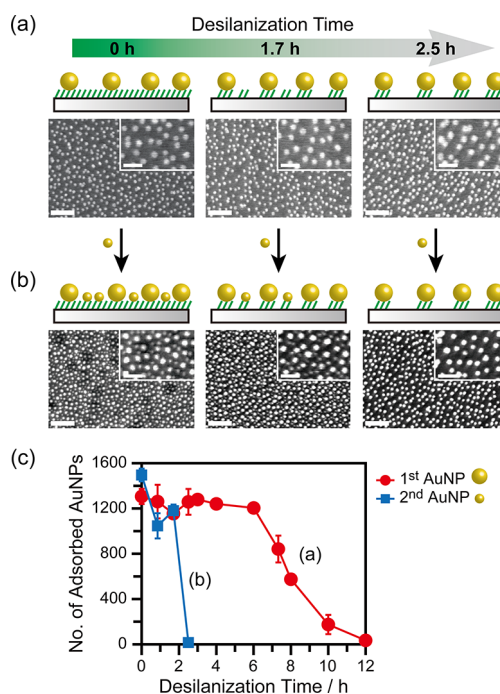 (a)
Desilanization Time
0 h 1.7 h 2.5 h
(b)
(c)
No. of Adsorbed AuNPs
1600
1200
800
400
0
(b)
(a)
1st AuNP
2nd AuNP
0 2 4 6 8 10 12
Desilanization Time / h